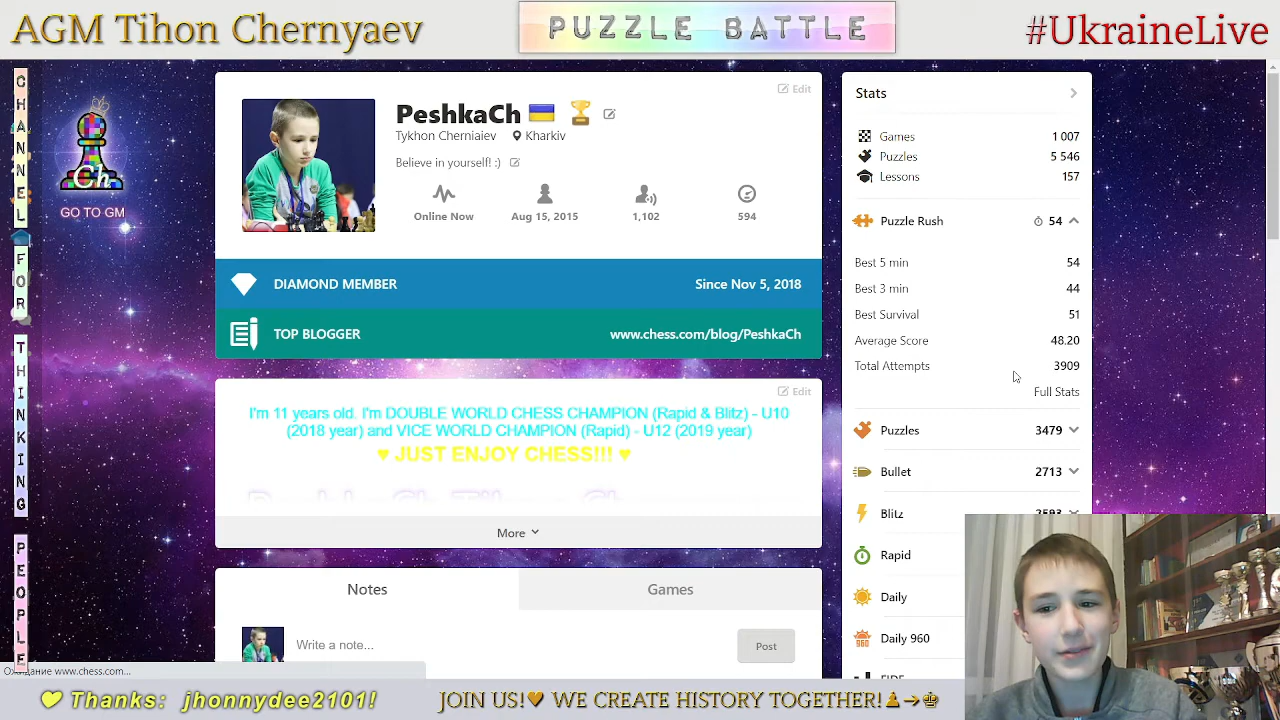 AGM Tihon Chernyaev
PUZZLE BATTLE
#UkraineLive
CHANNEL FOR THINKING PEOPLE
Ch
GO TO GM
Edit
PeshkaCh
Tykhon Cherniaiev Kharkiv
Believe in yourself! :)
Online Now Aug 15, 2015 1,102 594
DIAMOND MEMBER Since Nov 5, 2018
TOP BLOGGER www.chess.com/blog/PeshkaCh
Edit
I'm 11 years old. I'm DOUBLE WORLD CHESS CHAMPION (Rapid & Blitz) - U10
(2018 year) and VICE WORLD CHAMPION (Rapid) - U12 (2019 year)
♥ JUST ENJOY CHESS!!! ♥
More
Notes Games
Write a note... Post
Stats
Games 1 007
Puzzles 5 546
Lessons 157
Puzzle Rush 54
Best 5 min 54
Best 3 min 44
Best Survival 51
Average Score 48.20
Total Attempts 3909
Full Stats
Puzzles 3479
Bullet 2713
Blitz
Rapid
Daily
Daily 960
Ожидание www.chess.com...
💛 Thanks: jhonnydee2101!
JOIN US!🧡 WE CREATE HISTORY TOGETHER!♟→♚